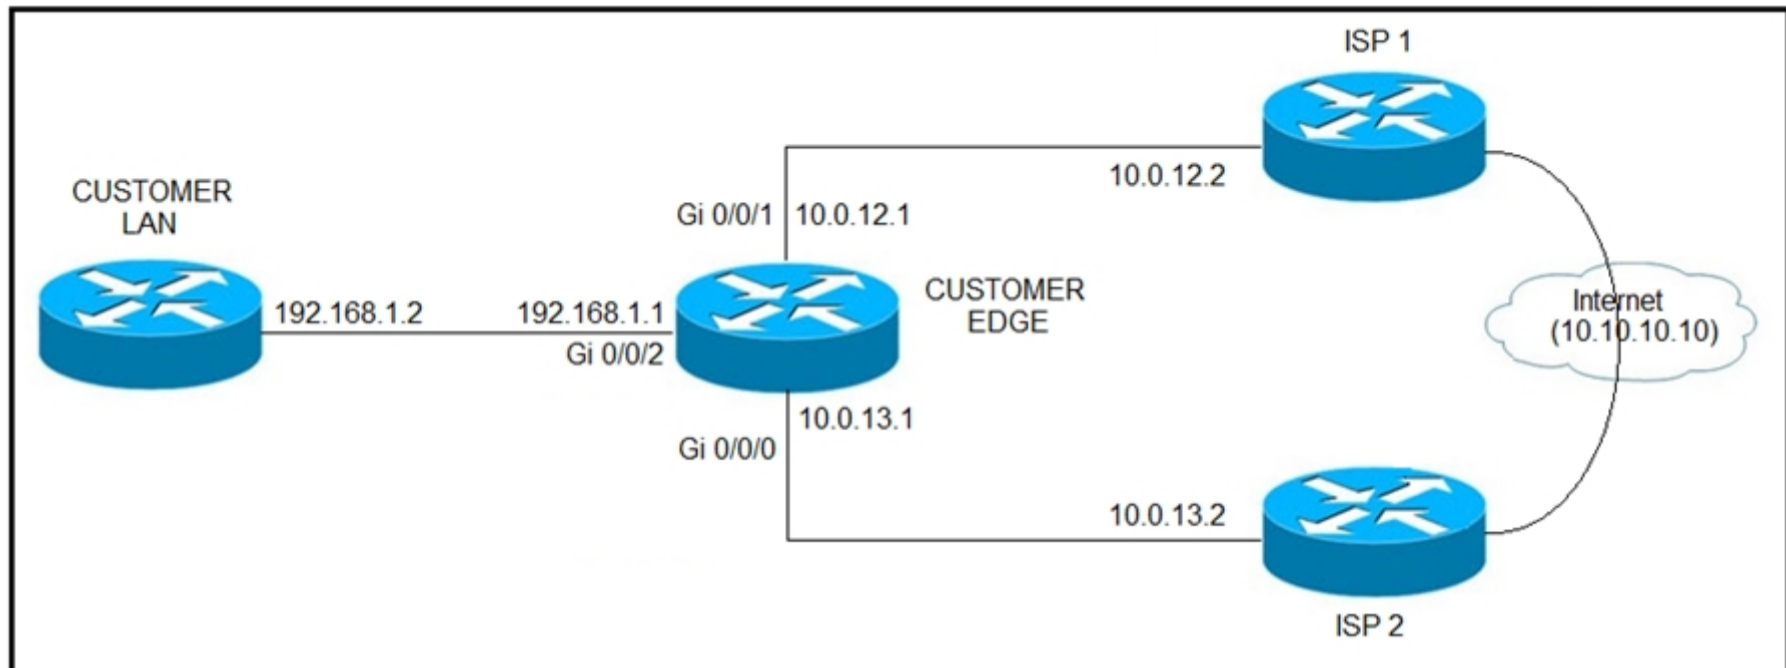 ISP 1
CUSTOMER
LAN
10.0.12.2
Gi 0/0/1
10.0.12.1
192.168.1.2
192.168.1.1
Gi 0/0/2
CUSTOMER
EDGE
Internet
(10.10.10.10)
10.0.13.1
Gi 0/0/0
10.0.13.2
ISP 2